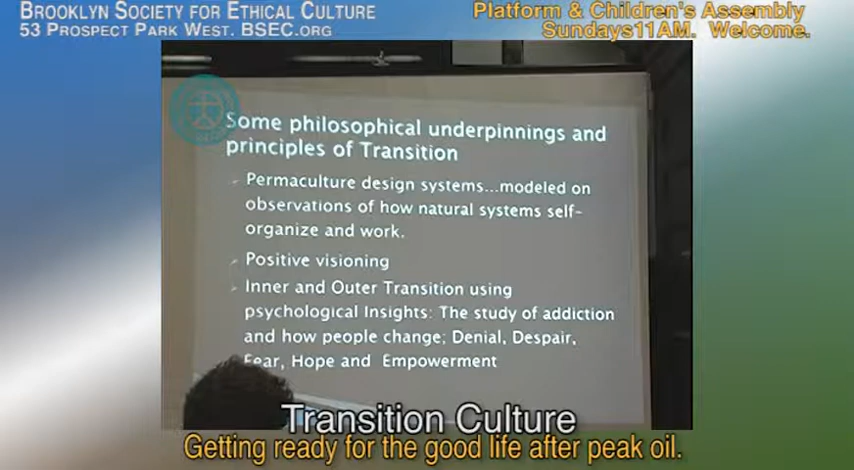 BROOKLYN SOCIETY FOR ETHICAL CULTURE
53 PROSPECT PARK WEST. BSEC.ORG
Platform & Children's Assembly
Sundays11AM. Welcome.
Some philosophical underpinnings and
principles of Transition
Permaculture design systems...modeled on
observations of how natural systems self-
organize and work.
Positive visioning
Inner and Outer Transition using
psychological Insights: The study of addiction
and how people change; Denial, Despair,
Fear, Hope and Empowerment
Transition Culture
Getting ready for the good life after peak oil.